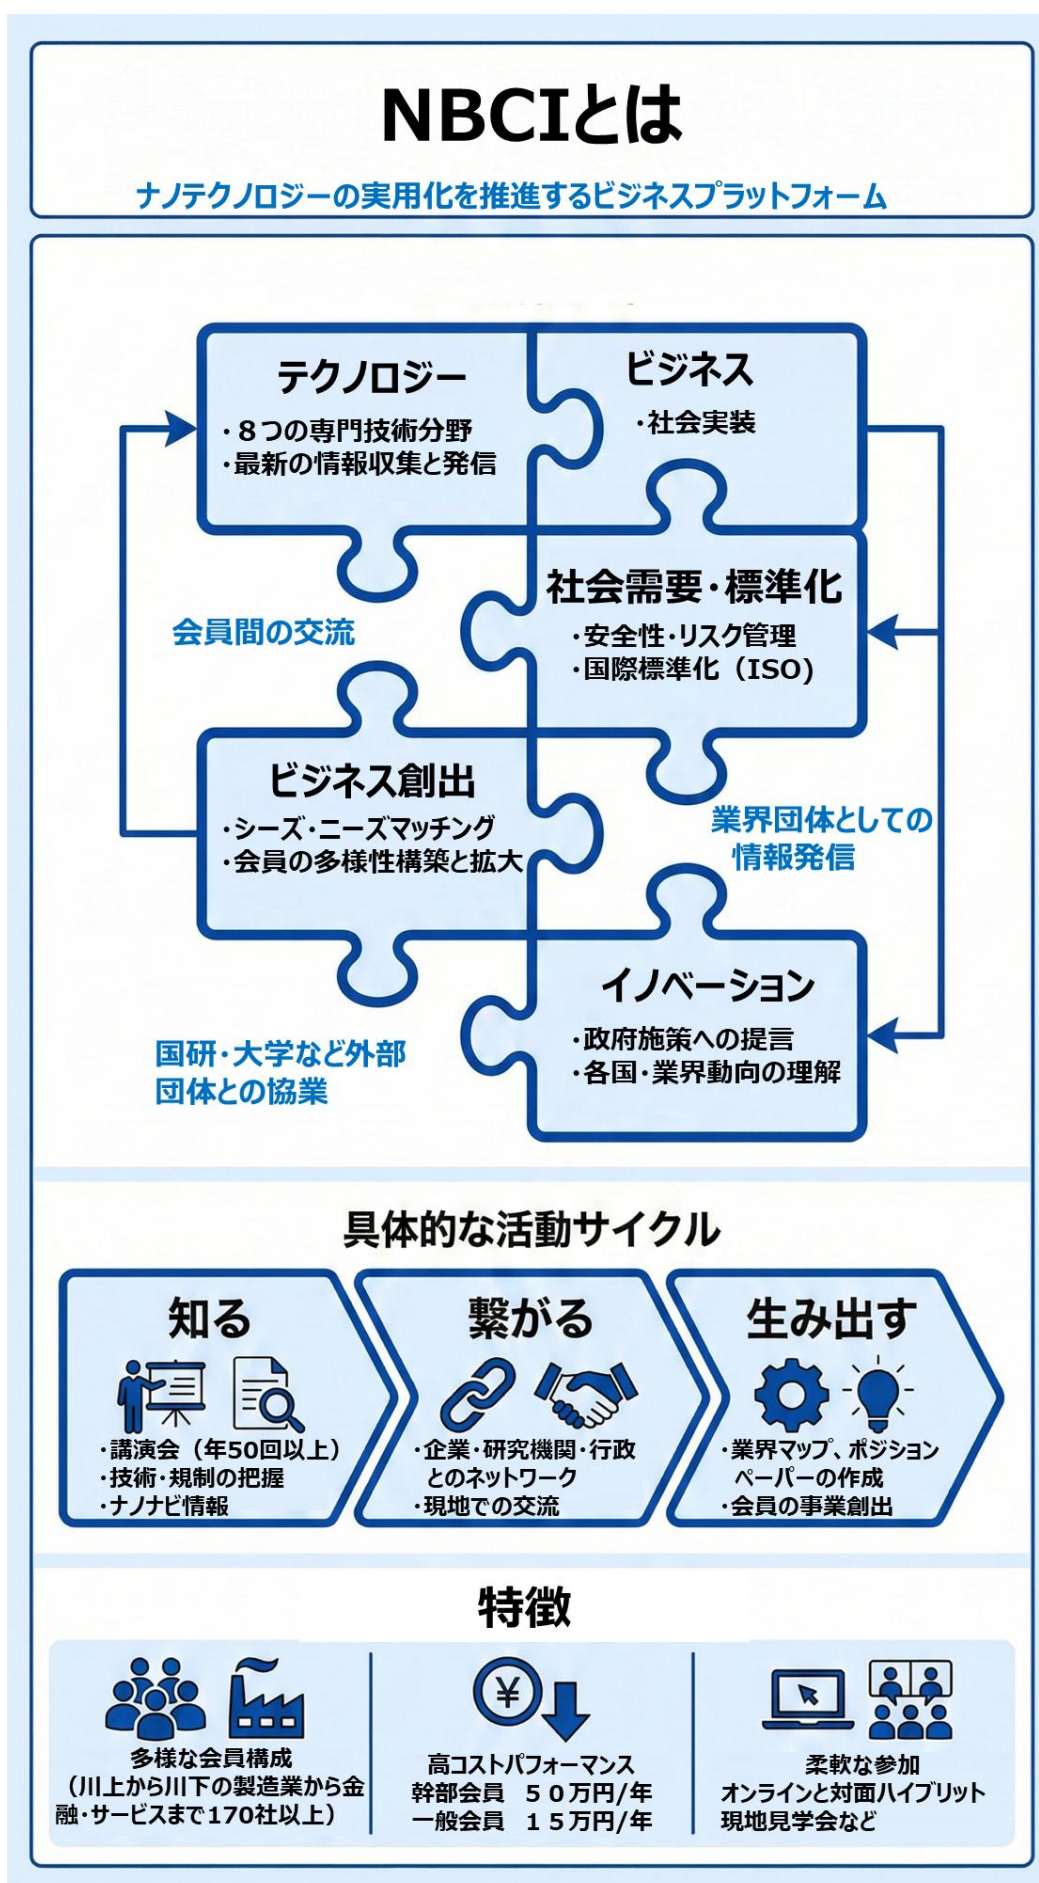 NBCIとは
ナノテクノロジーの実用化を推進するビジネスプラットフォーム
テクノロジー
・８つの専門技術分野
・最新の情報収集と発信
ビジネス
・社会実装
社会需要・標準化
・安全性・リスク管理
・国際標準化（ISO)
会員間の交流
ビジネス創出
・シーズ・ニーズマッチング
・会員の多様性構築と拡大
業界団体としての
情報発信
イノベーション
・政府施策への提言
・各国・業界動向の理解
国研・大学など外部
団体との協業
具体的な活動サイクル
知る
・講演会（年50回以上）
・技術・規制の把握
・ナノナビ情報
繋がる
・企業・研究機関・行政
とのネットワーク
・現地での交流
生み出す
・業界マップ、ポジション
ペーパーの作成
・会員の事業創出
特徴
多様な会員構成
（川上から川下の製造業から金
融・サービスまで170社以上）
¥
高コストパフォーマンス
幹部会員　５０万円/年
一般会員　１５万円/年
柔軟な参加
オンラインと対面ハイブリット
現地見学会など